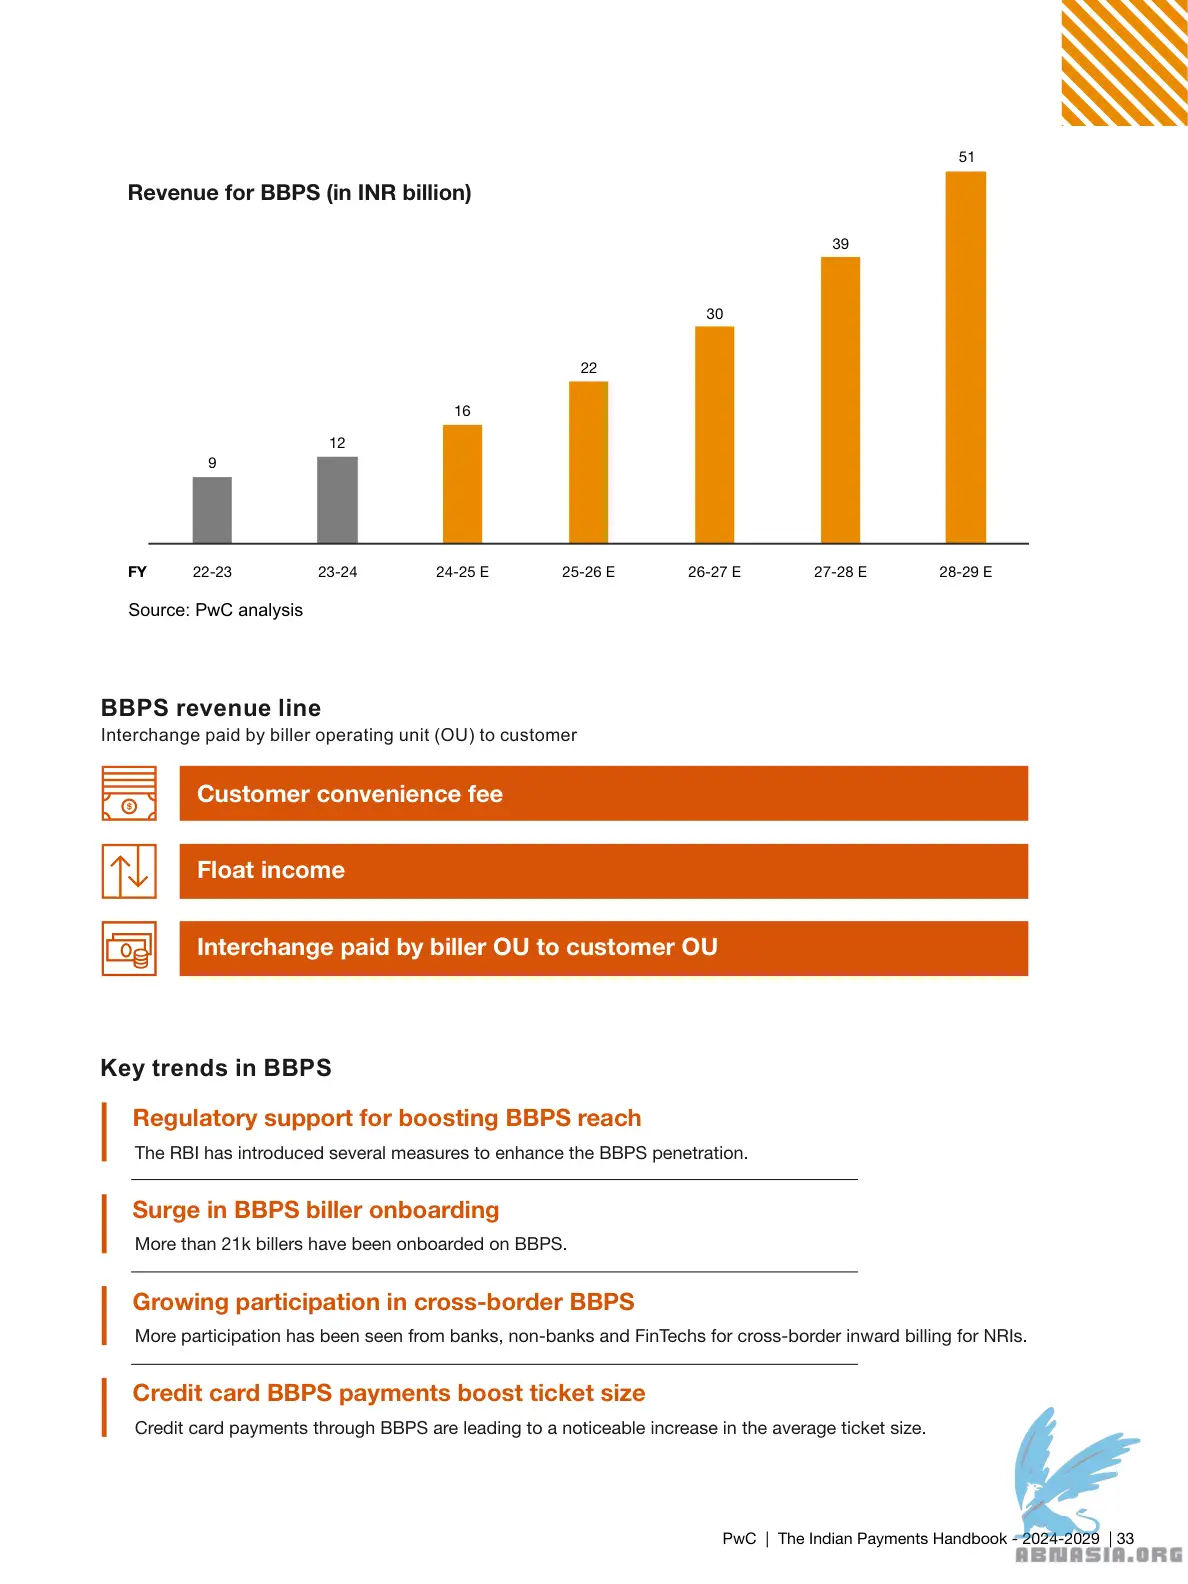 Revenue for BBPS (in INR billion)
9
12
16
22
30
39
51
FY 22-23 23-24 24-25 E 25-26 E 26-27 E 27-28 E 28-29 E
Source: PwC analysis
BBPS revenue line
Interchange paid by biller operating unit (OU) to customer
$
Customer convenience fee
Float income
Interchange paid by biller OU to customer OU
Key trends in BBPS
Regulatory support for boosting BBPS reach
The RBI has introduced several measures to enhance the BBPS penetration.
Surge in BBPS biller onboarding
More than 21k billers have been onboarded on BBPS.
Growing participation in cross-border BBPS
More participation has been seen from banks, non-banks and FinTechs for cross-border inward billing for NRIs.
Credit card BBPS payments boost ticket size
Credit card payments through BBPS are leading to a noticeable increase in the average ticket size.
PwC | The Indian Payments Handbook - 2024-2029 | 33
ABMASIA.ORG